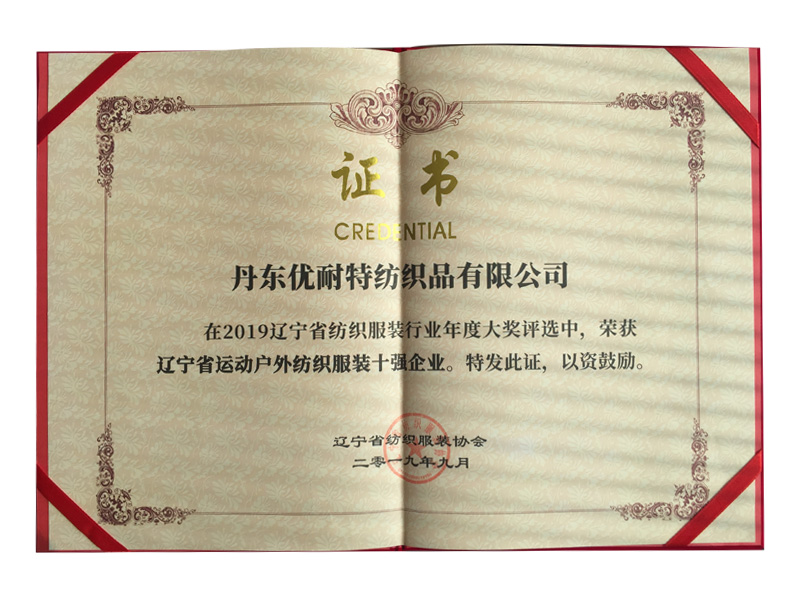 证书
CREDENTIAL
丹东优耐特纺织品有限公司
在2019辽宁省纺织服装行业年度大奖评选中，荣获
辽宁省运动户外纺织服装十强企业。特发此证，以资鼓励。
辽宁省纺织服装协会
二零一九年九月